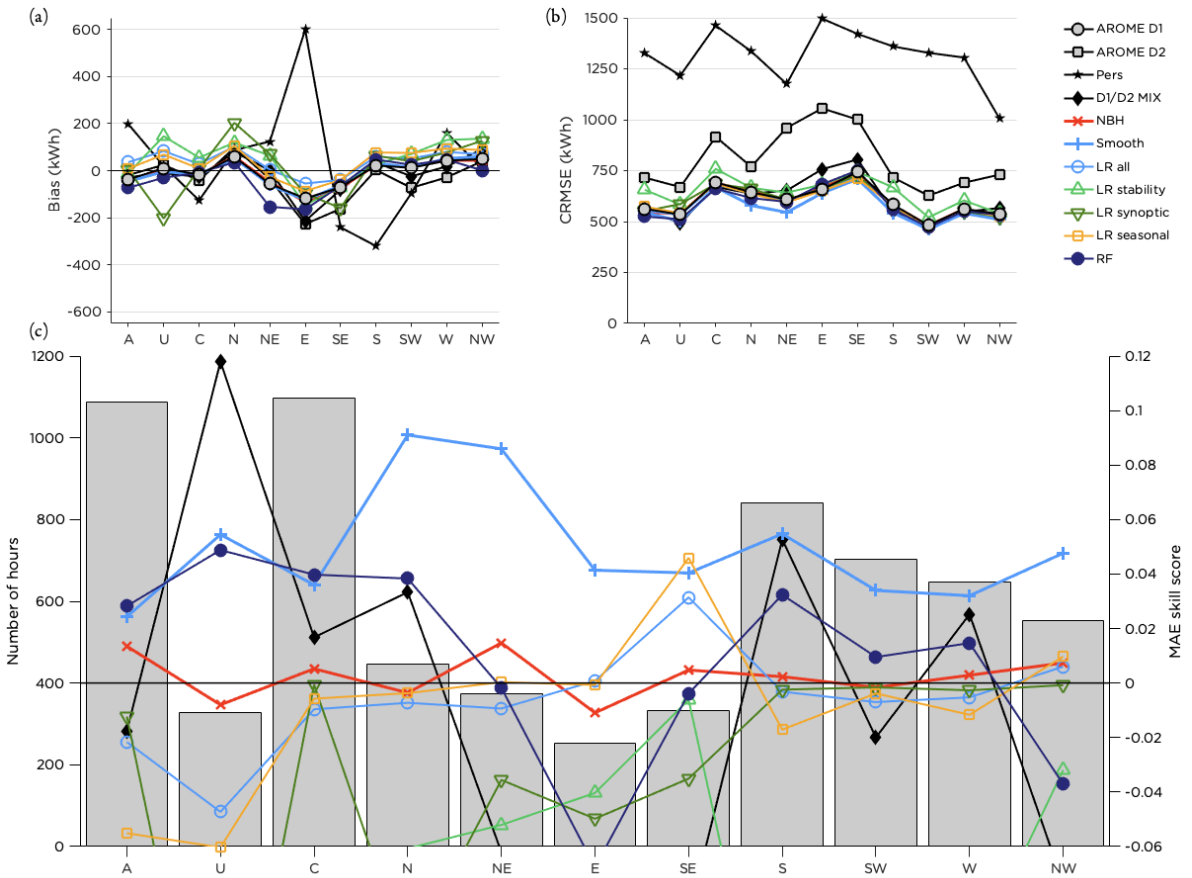 (a)
600
400
200
0
-200
-400
-600
Bias (kWh)
A U C N NE E SE S SW W NW
(b)
1500
1250
1000
750
500
250
0
CRMSE (kWh)
A U C N NE E SE S SW W NW
AROME D1
AROME D2
Pers
D1/D2 MIX
NBH
Smooth
LR all
LR stability
LR synoptic
LR seasonal
RF
(c)
1200
1000
800
600
400
200
0
Number of hours
0.12
0.1
0.08
0.06
0.04
0.02
0
-0.02
-0.04
-0.06
MAE skill score
A U C N NE E SE S SW W NW